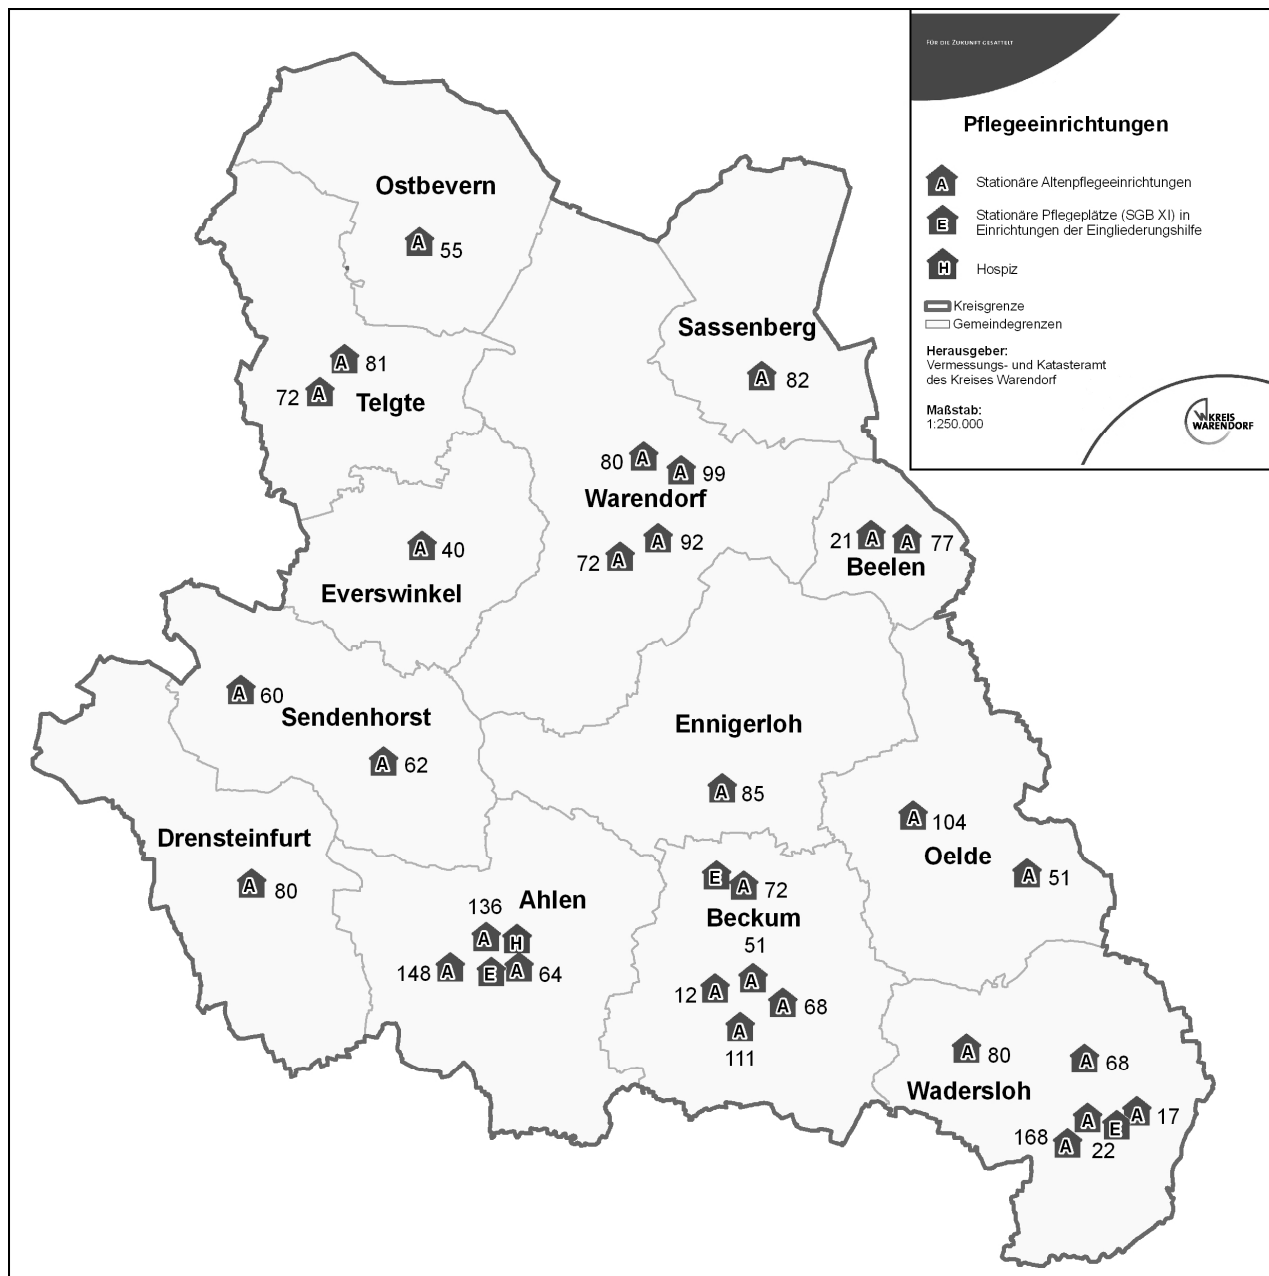 FÜR DIE ZUKUNFT GESATTELT
Pflegeeinrichtungen
A Stationäre Altenpflegeeinrichtungen
E Stationäre Pflegeplätze (SGB XI) in
Einrichtungen der Eingliederungshilfe
H Hospiz
Kreisgrenze
Gemeindegrenzen
Herausgeber:
Vermessungs- und Katasteramt
des Kreises Warendorf
Maßstab:
1:250.000
KREIS
WARENDORF
Ostbevern
A 55
Sassenberg
A 82
A 81
72 A
Telgte
80 A
A 99
Warendorf
A 92
72 A
21 A A 77
Beelen
A 40
Everswinkel
A 60
Sendenhorst
A 62
Ennigerloh
A 85
Drensteinfurt
A 80
A 104
Oelde
A 51
Ahlen
136
A H
148 A E A 64
E A 72
Beckum
51
12 A A
A 68
A
111
A 80
A 68
Wadersloh
A E A 17
168 A 22